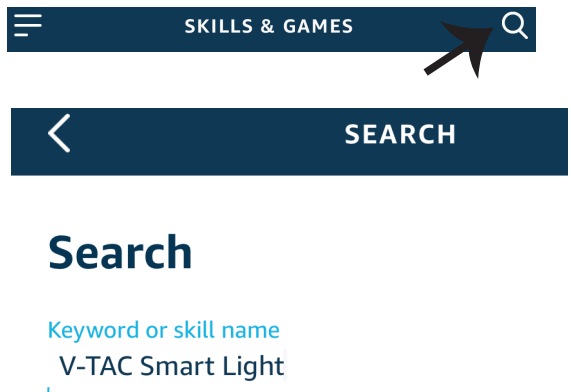 SKILLS & GAMES
SEARCH
Search
Keyword or skill name
V-TAC Smart Light